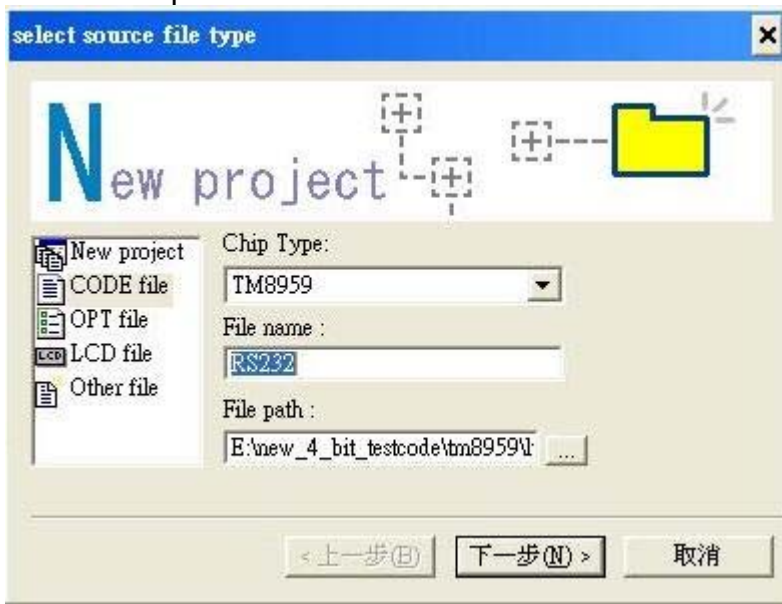 select source file type
New project
New project
CODE file
OPT file
LCD file
Other file
Chip Type:
TM8959
File name :
RS232
File path :
E:\new_4_bit_testcode\tm8959\
...
<上一步(B)
下一步(N) >
取消